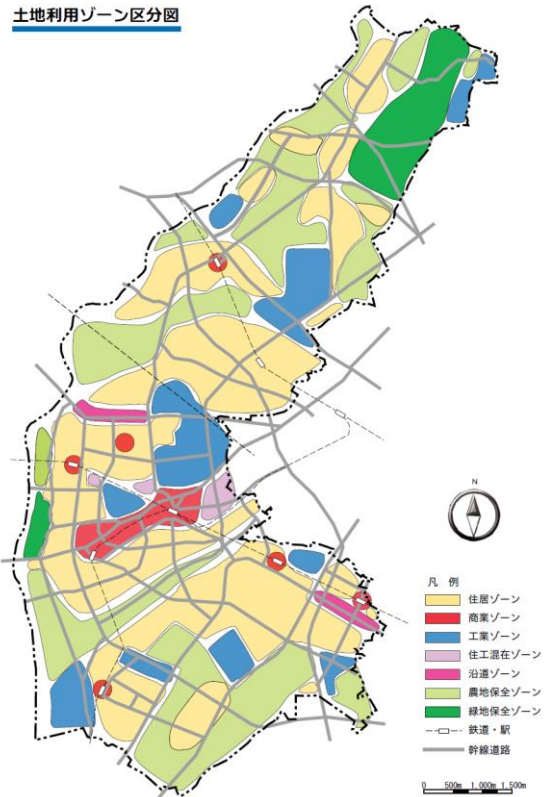 土地利用ゾーン区分図
N
凡 例
住居ゾーン
商業ゾーン
工業ゾーン
住工混在ゾーン
沿道ゾーン
農地保全ゾーン
緑地保全ゾーン
鉄道・駅
幹線道路
0 500m 1,000m 1,500m